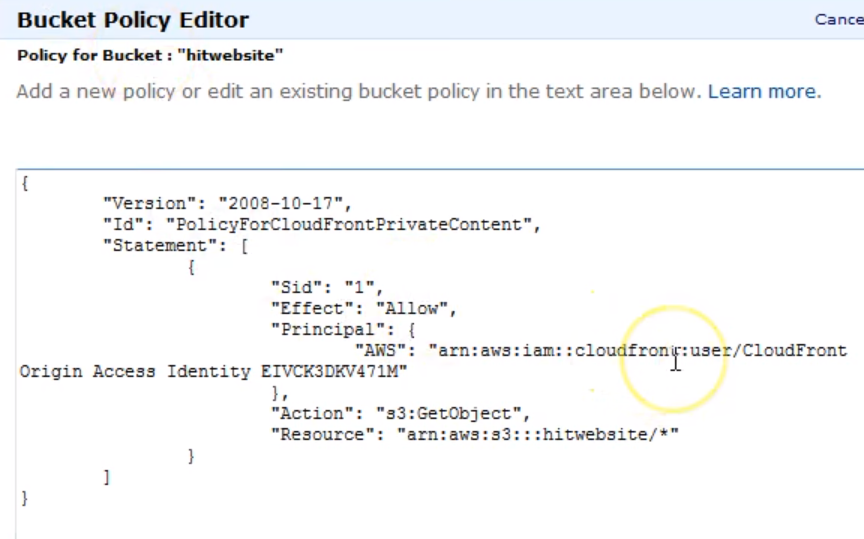 Bucket Policy Editor
Cance
Policy for Bucket : "hitwebsite"
Add a new policy or edit an existing bucket policy in the text area below. Learn more.
{
"Version": "2008-10-17",
"Id": "PolicyForCloudFrontPrivateContent",
"Statement": [
{
"Sid": "1",
"Effect": "Allow",
"Principal": {
"AWS": "arn:aws:iam::cloudfront:user/CloudFront
Origin Access Identity EIVCK3DKV471M"
},
"Action": "s3:GetObject",
"Resource": "arn:aws:s3:::hitwebsite/*"
}
]
}